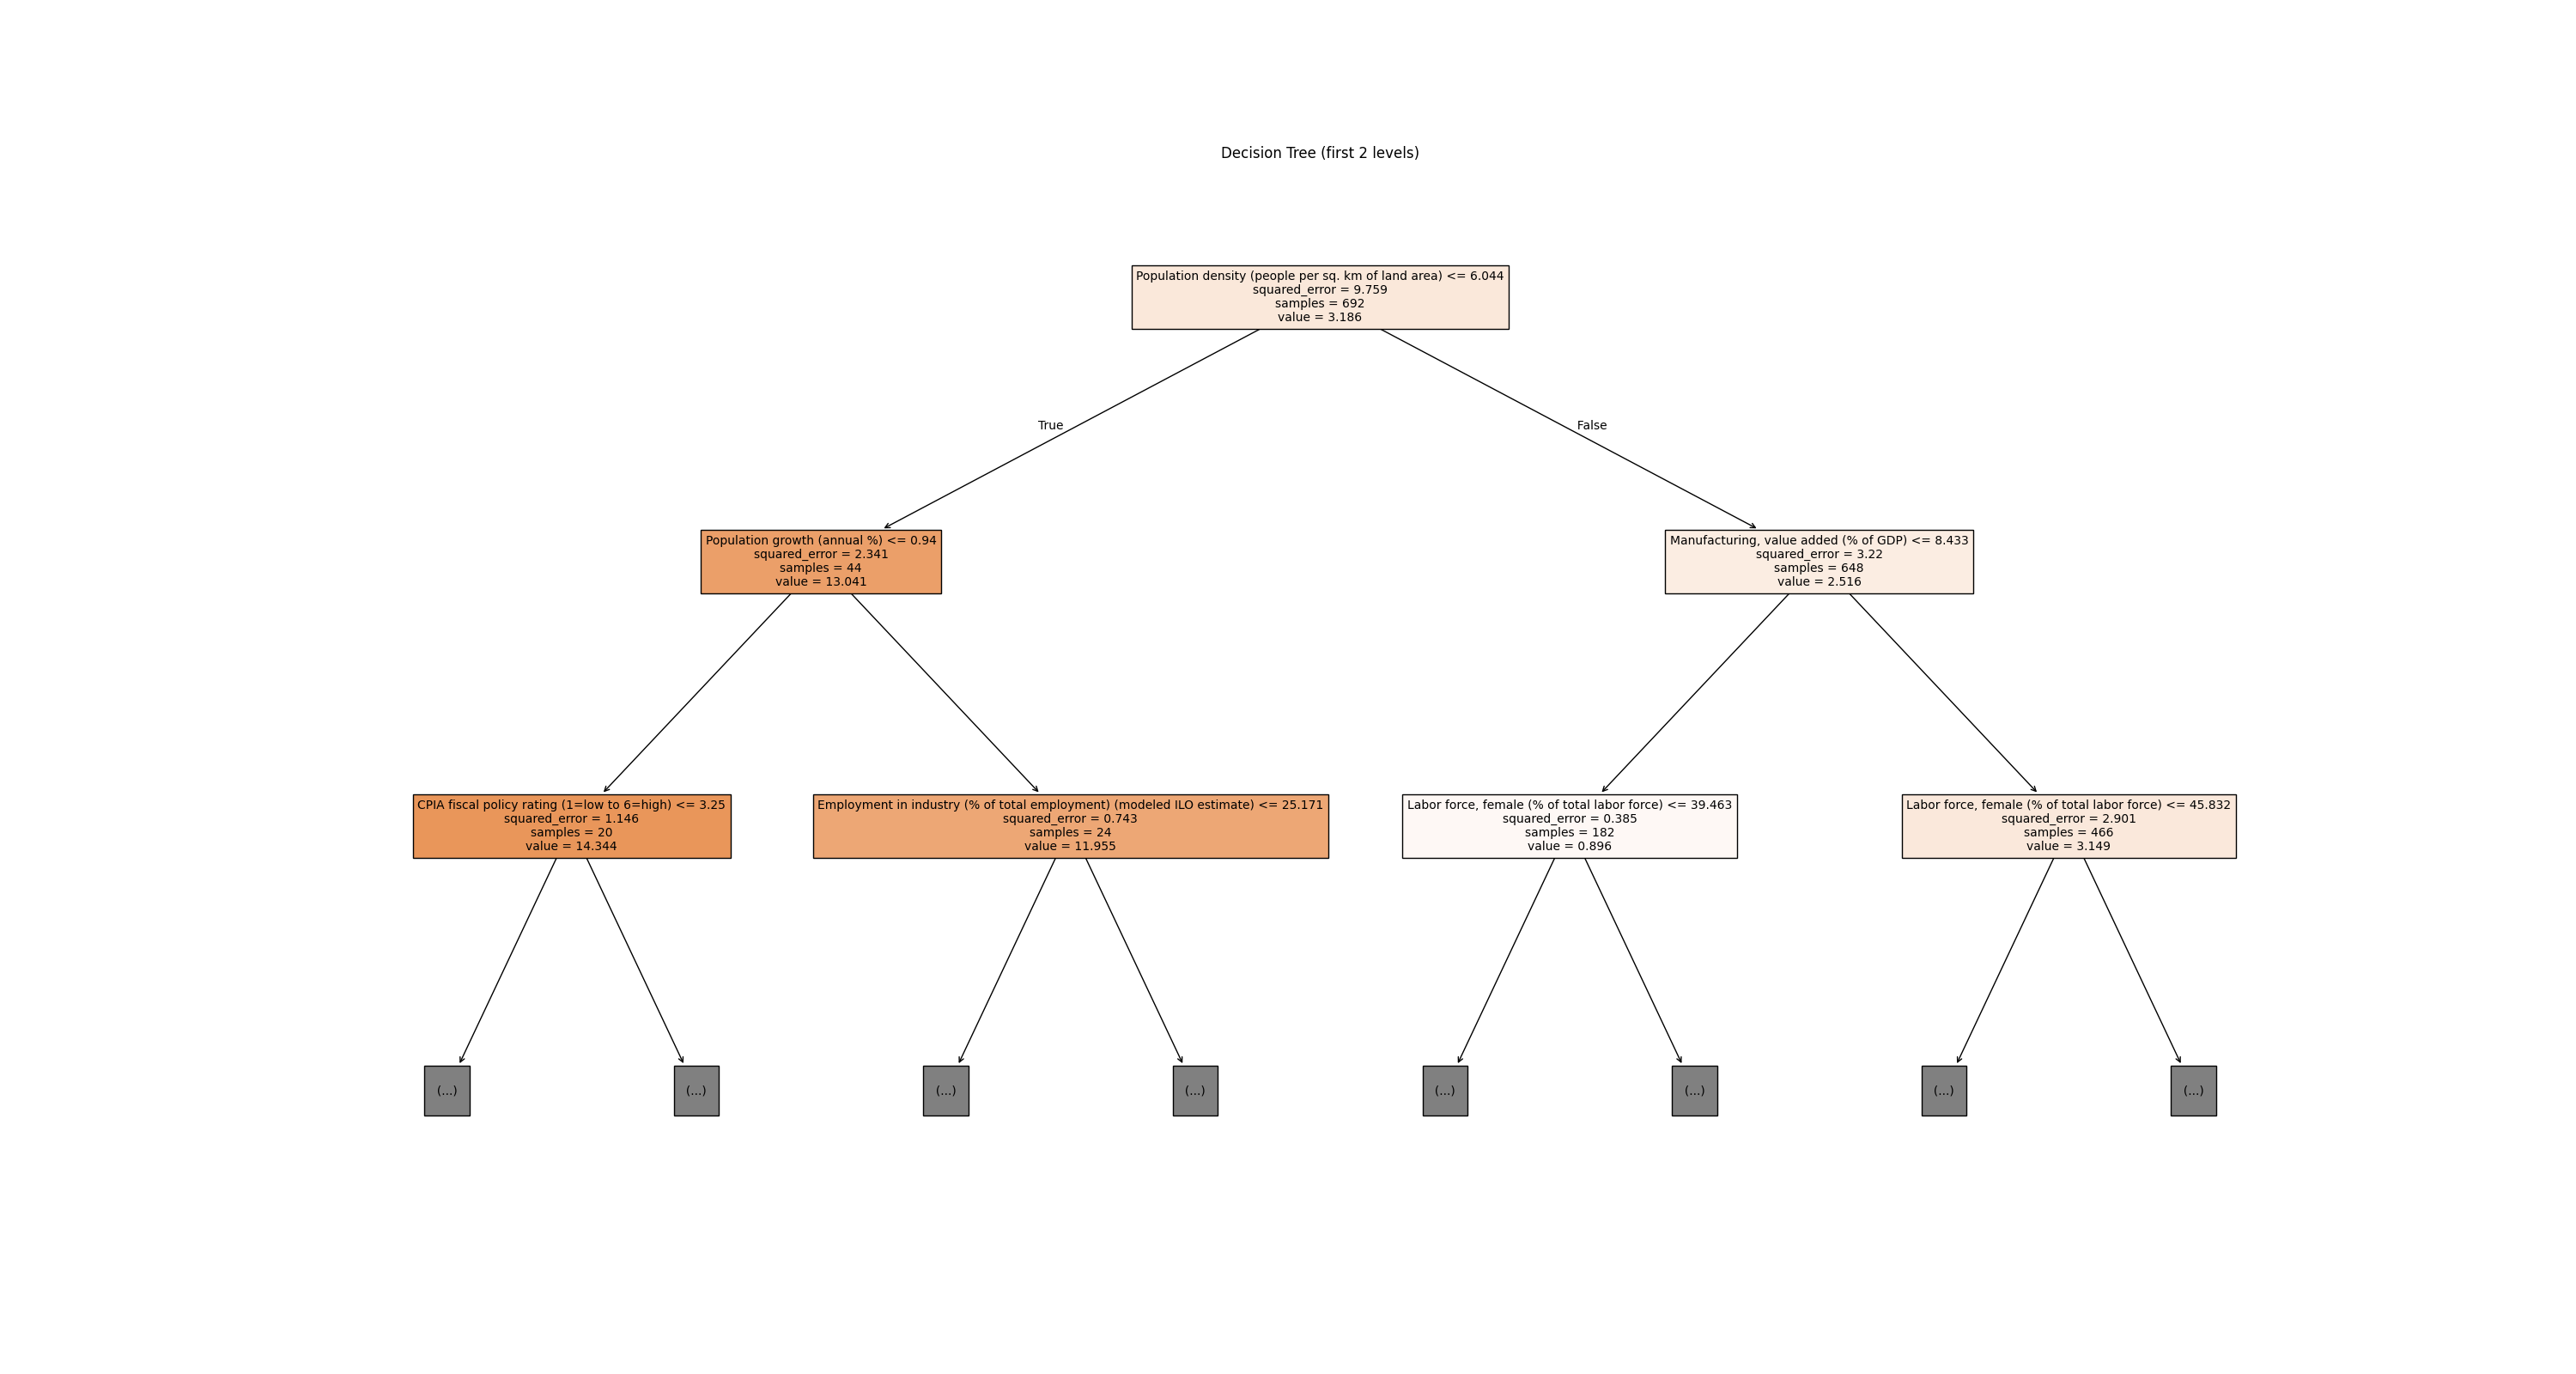 Decision Tree (first 2 levels)
Population density (people per sq. km of land area) <= 6.044
squared_error = 9.759
samples = 692
value = 3.186
True
False
Population growth (annual %) <= 0.94
squared_error = 2.341
samples = 44
value = 13.041
Manufacturing, value added (% of GDP) <= 8.433
squared_error = 3.22
samples = 648
value = 2.516
CPIA fiscal policy rating (1=low to 6=high) <= 3.25
squared_error = 1.146
samples = 20
value = 14.344
Employment in industry (% of total employment) (modeled ILO estimate) <= 25.171
squared_error = 0.743
samples = 24
value = 11.955
Labor force, female (% of total labor force) <= 39.463
squared_error = 0.385
samples = 182
value = 0.896
Labor force, female (% of total labor force) <= 45.832
squared_error = 2.901
samples = 466
value = 3.149
(...)
(...)
(...)
(...)
(...)
(...)
(...)
(...)